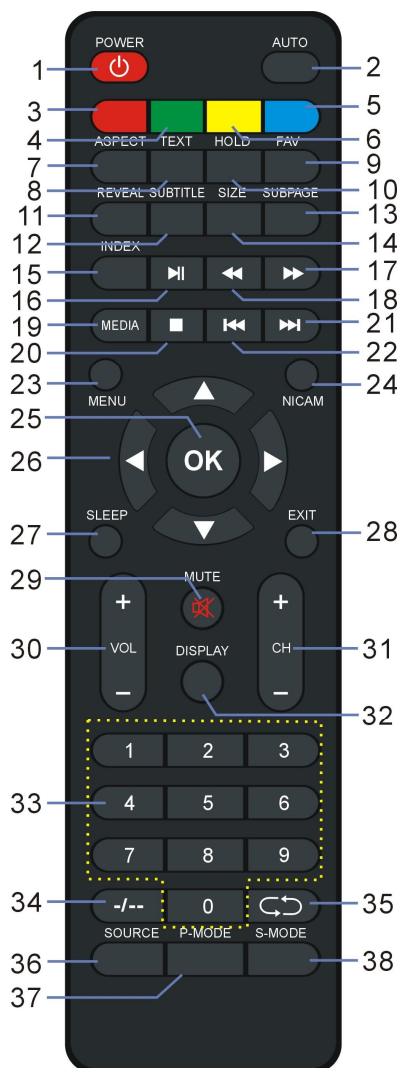 POWER AUTO
1 2
3 5
4 6
ASPECT TEXT HOLD FAV
7 9
8 10
REVEAL SUBTITLE SIZE SUBPAGE
11 13
12 14
INDEX
15 17
16 18
19 MEDIA 21
20 22
23 24
MENU NICAM
25
26 OK
SLEEP EXIT
27 28
29 MUTE
+ +
30 VOL DISPLAY CH 31
- -
32
1 2 3
33 4 5 6
7 8 9
34 -/-- 0 35
SOURCE P-MODE S-MODE
36 38
37